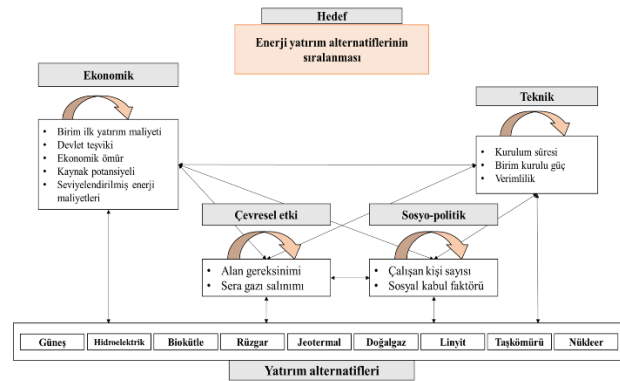 Hedef
Enerji yatırım alternatiflerinin
sıralanması
Ekonomik
• Birim ilk yatırım maliyeti
• Devlet teşviki
• Ekonomik ömür
• Kaynak potansiyeli
• Seviyelendirilmiş enerji
maliyetleri
Teknik
• Kurulum süresi
• Birim kurulu güç
• Verimlilik
Çevresel etki
• Alan gereksinimi
• Sera gazı salınımı
Sosyo-politik
• Çalışan kişi sayısı
• Sosyal kabul faktörü
Güneş Hidroelektrik Biokütle Rüzgar Jeotermal Doğalgaz Linyit Taşkömürü Nükleer
Yatırım alternatifleri